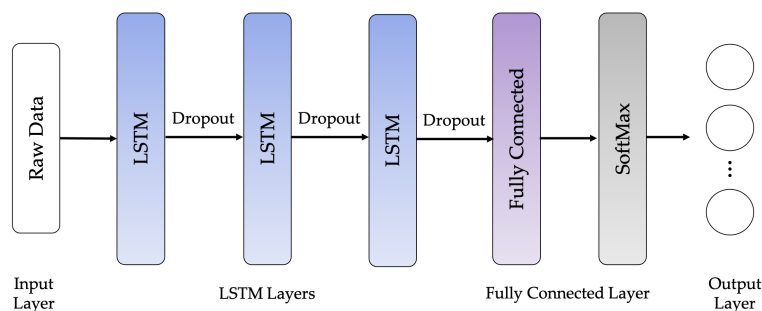 Raw Data
LSTM
Dropout
LSTM
Dropout
LSTM
Dropout
Fully Connected
SoftMax
Input
Layer
LSTM Layers
Fully Connected Layer
Output
Layer